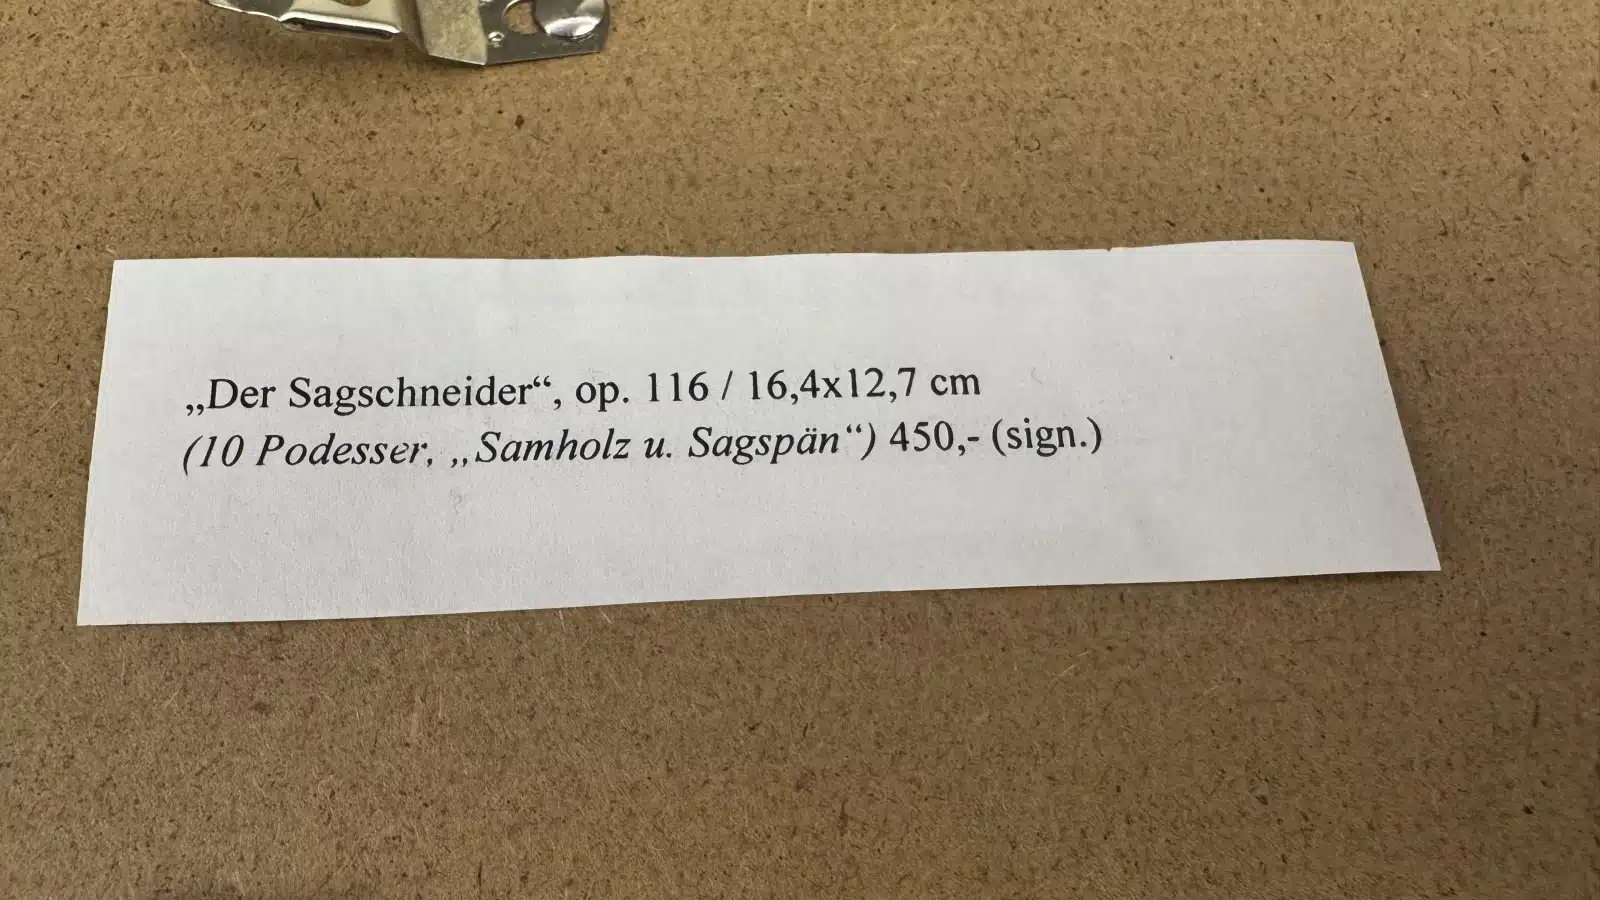 „Der Sagschneider“, op. 116 / 16,4x12,7 cm
(10 Podesser, „Samholz u. Sagspän“) 450,- (sign.)